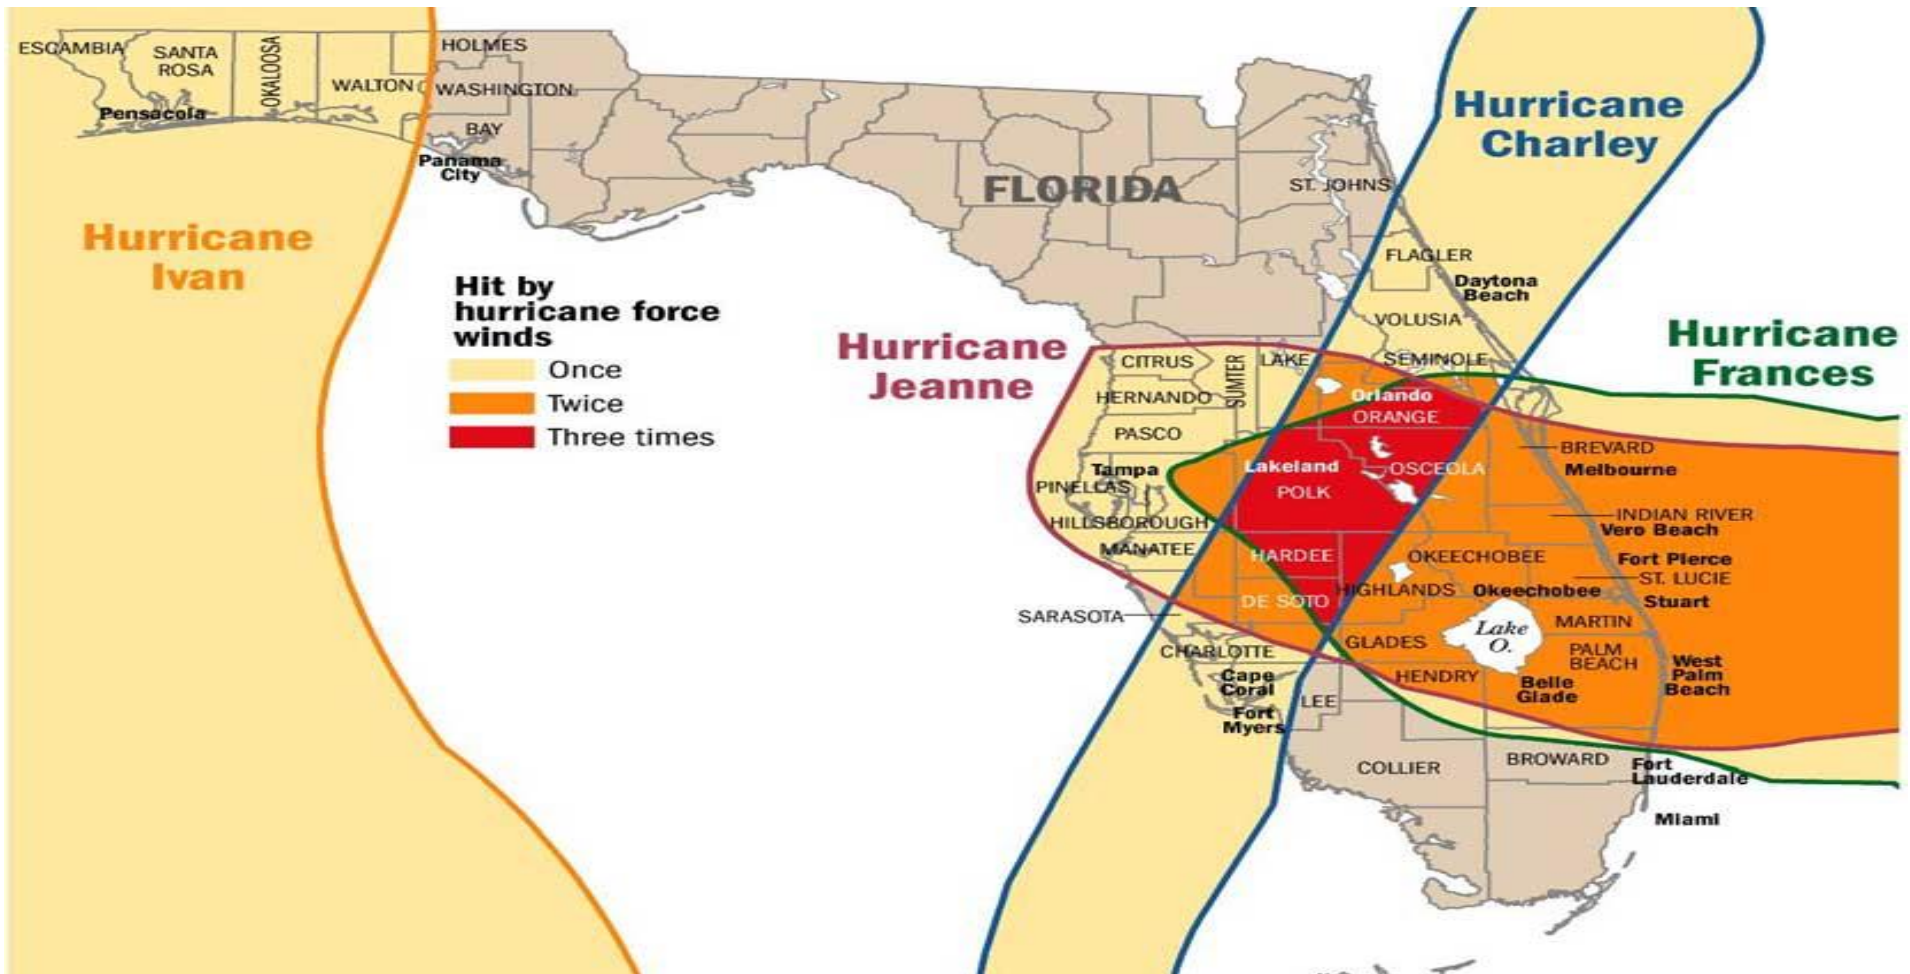 ESCAMBIA
SANTA
ROSA
OKALOOSA
WALTON
HOLMES
WASHINGTON
BAY
Pensacola
Panama
City
Hurricane
Ivan
FLORIDA
Hit by
hurricane force
winds
Once
Twice
Three times
Hurricane
Charley
ST. JOHNS
FLAGLER
Daytona
Beach
VOLUSIA
Hurricane
Jeanne
Hurricane
Frances
CITRUS
SUMTER
LAKE
SEMINOLE
HERNANDO
Orlando
ORANGE
PASCO
BREVARD
Melbourne
Tampa
Lakeland
OSCEOLA
PINELLAS
POLK
HILLSBOROUGH
INDIAN RIVER
Vero Beach
MANATEE
HARDEE
OKEECHOBEE
Fort Pierce
ST. LUCIE
HIGHLANDS
Okeechobee
Stuart
DE SOTO
SARASOTA
Lake
O.
MARTIN
CHARLOTTE
GLADES
PALM
BEACH
West
Palm
Beach
Cape
Coral
HENDRY
Belle
Glade
LEE
Fort
Myers
COLLIER
BROWARD
Fort
Lauderdale
Miami